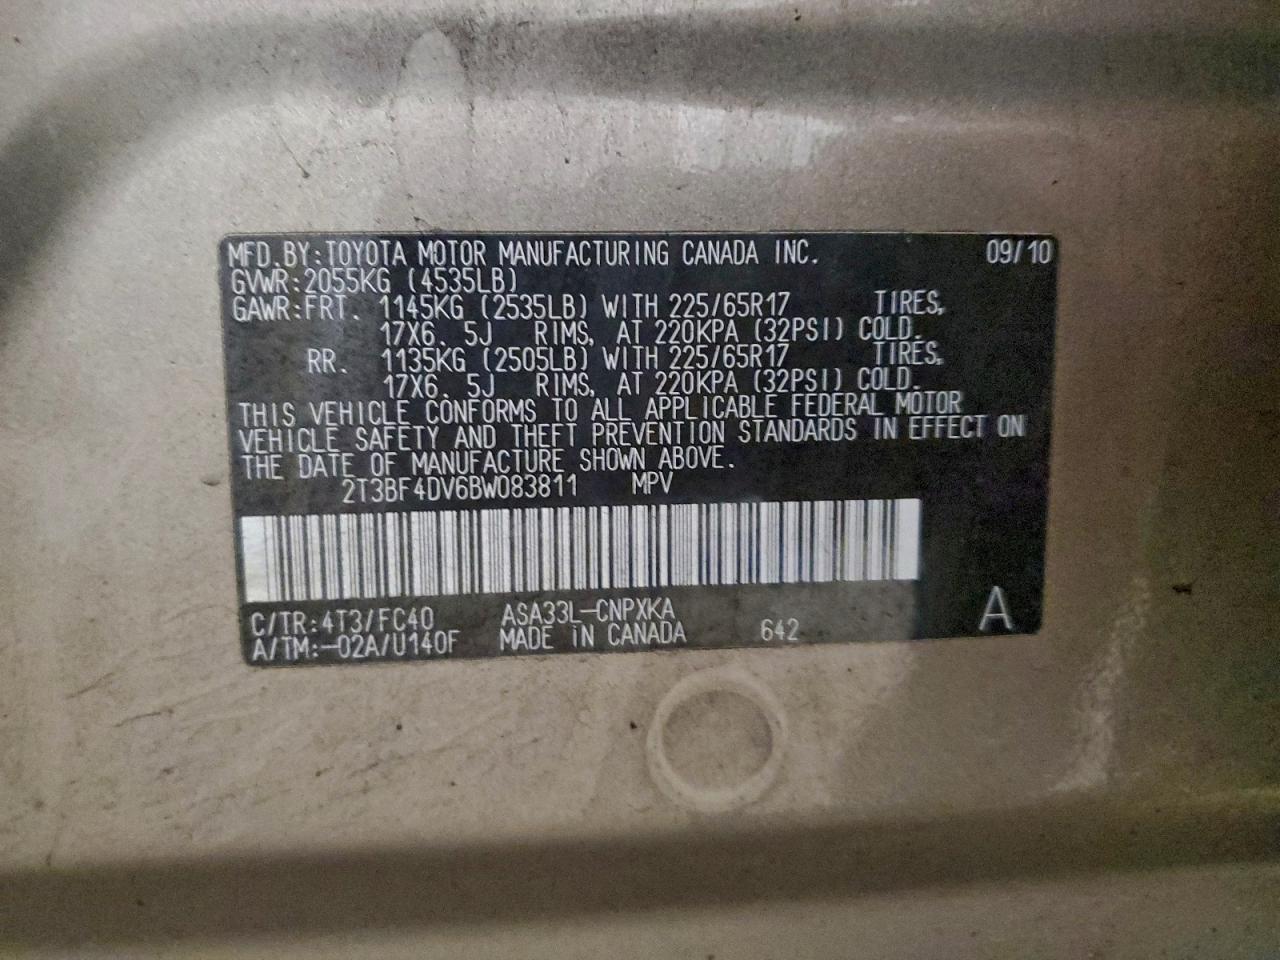 MFD.BY:TOYOTA MOTOR MANUFACTURING CANADA INC. 09/10
GVWR:2055KG (4535LB)
GAWR:FRT. 1145KG (2535LB) WITH 225/65R17 TIRES,
17X6. 5J RIMS, AT 220KPA (32PSI) COLD.
RR. 1135KG (2505LB) WITH 225/65R17 TIRES,
17X6. 5J RIMS, AT 220KPA (32PSI) COLD.
THIS VEHICLE CONFORMS TO ALL APPLICABLE FEDERAL MOTOR
VEHICLE SAFETY AND THEFT PREVENTION STANDARDS IN EFFECT ON
THE DATE OF MANUFACTURE SHOWN ABOVE.
2T3BF4DV6BW083811 MPV
C/TR:4T3/FC40 ASA33L-CNPXKA
A/TM:-02A/U140F MADE IN CANADA 642 A